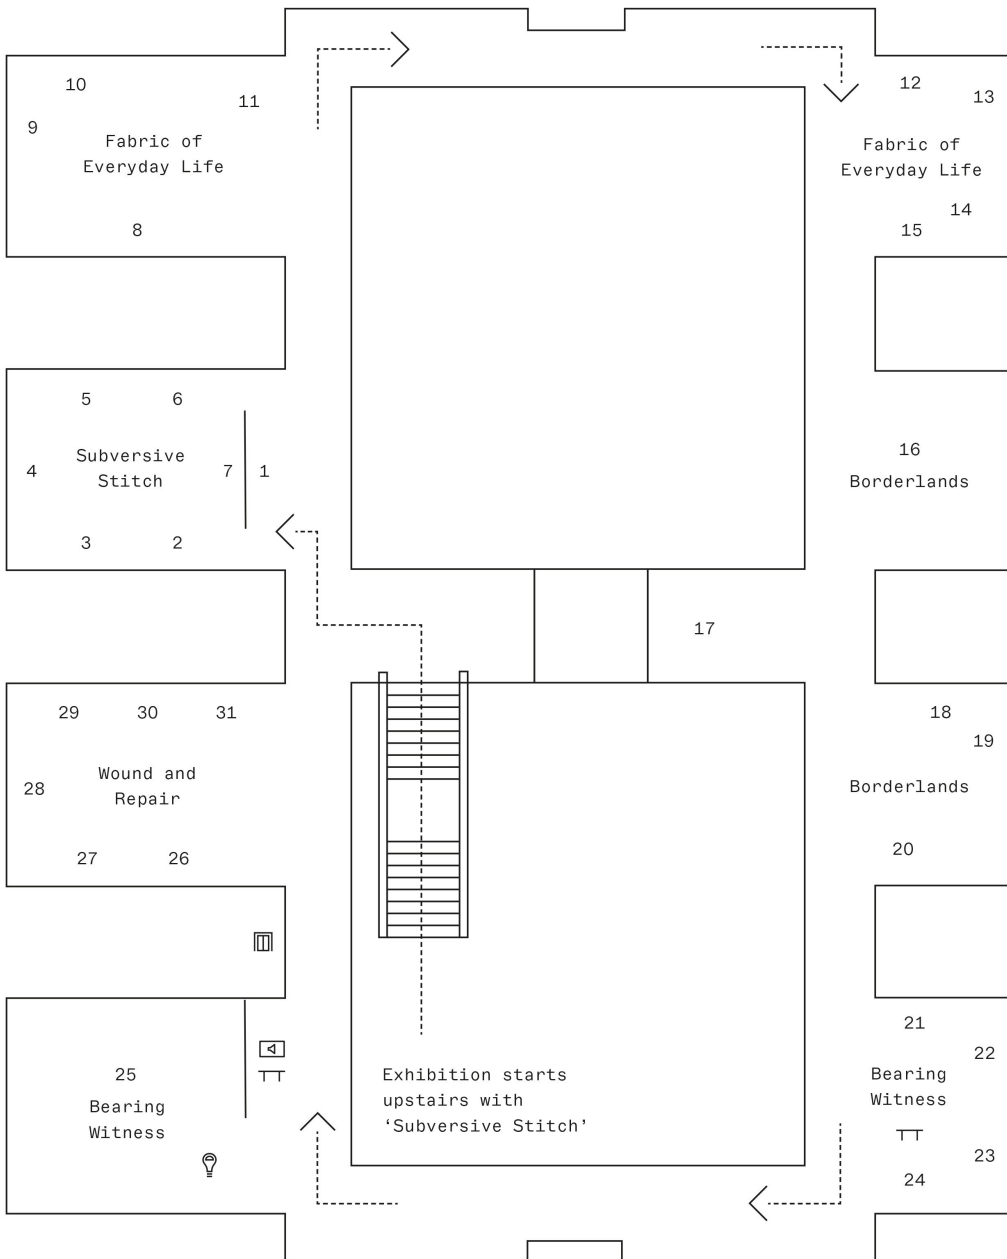 10
11
12
13
9
Fabric of
Everyday Life
Fabric of
Everyday Life
8
14
15
5
6
4
Subversive
Stitch
7
1
16
Borderlands
3
2
17
29
30
31
18
19
28
Wound and
Repair
Borderlands
27
26
20
21
22
25
Bearing
Witness
Exhibition starts
upstairs with
‘Subversive Stitch’
Bearing
Witness
23
24